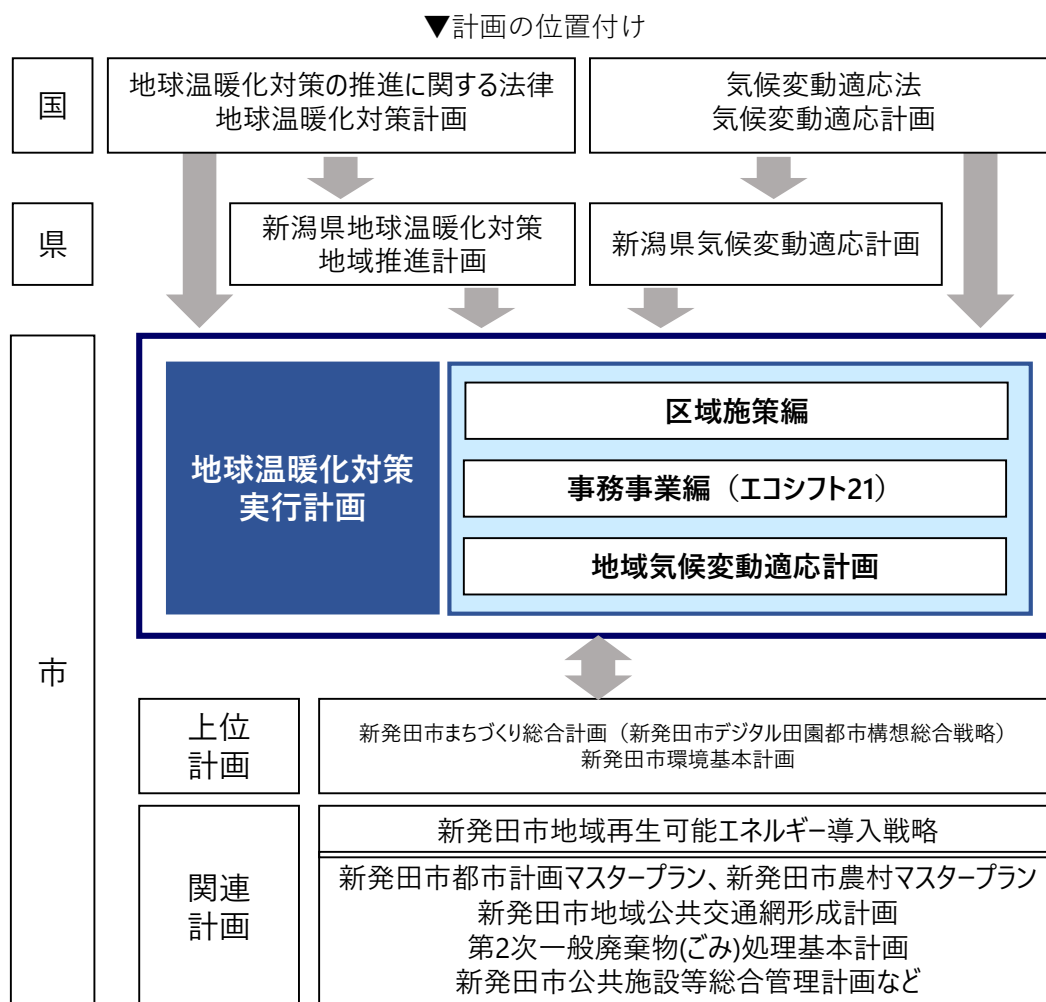 ▼計画の位置付け
国
地球温暖化対策の推進に関する法律
地球温暖化対策計画
気候変動適応法
気候変動適応計画
県
新潟県地球温暖化対策
地域推進計画
新潟県気候変動適応計画
市
地球温暖化対策
実行計画
区域施策編
事務事業編（エコシフト21）
地域気候変動適応計画
上位
計画
新発田市まちづくり総合計画（新発田市デジタル田園都市構想総合戦略）
新発田市環境基本計画
関連
計画
新発田市地域再生可能エネルギー導入戦略
新発田市都市計画マスタープラン、新発田市農村マスタープラン
新発田市地域公共交通網形成計画
第2次一般廃棄物(ごみ)処理基本計画
新発田市公共施設等総合管理計画など